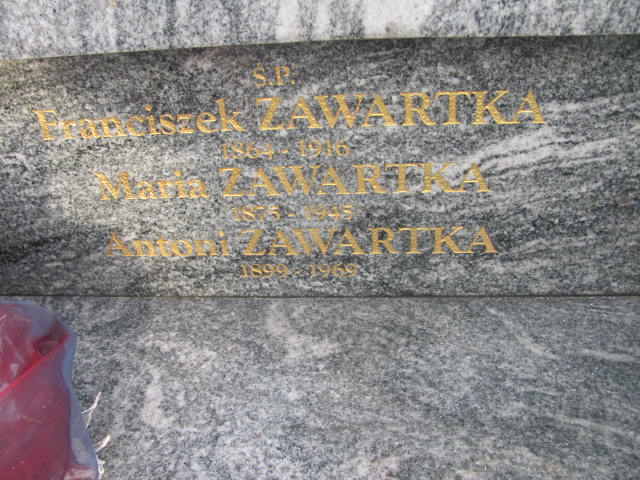 Ś.P.
Franciszek ZAWARTKA
1864 - 1916
Maria ZAWARTKA
1875 - 1945
Antoni ZAWARTKA
1899 - 1969